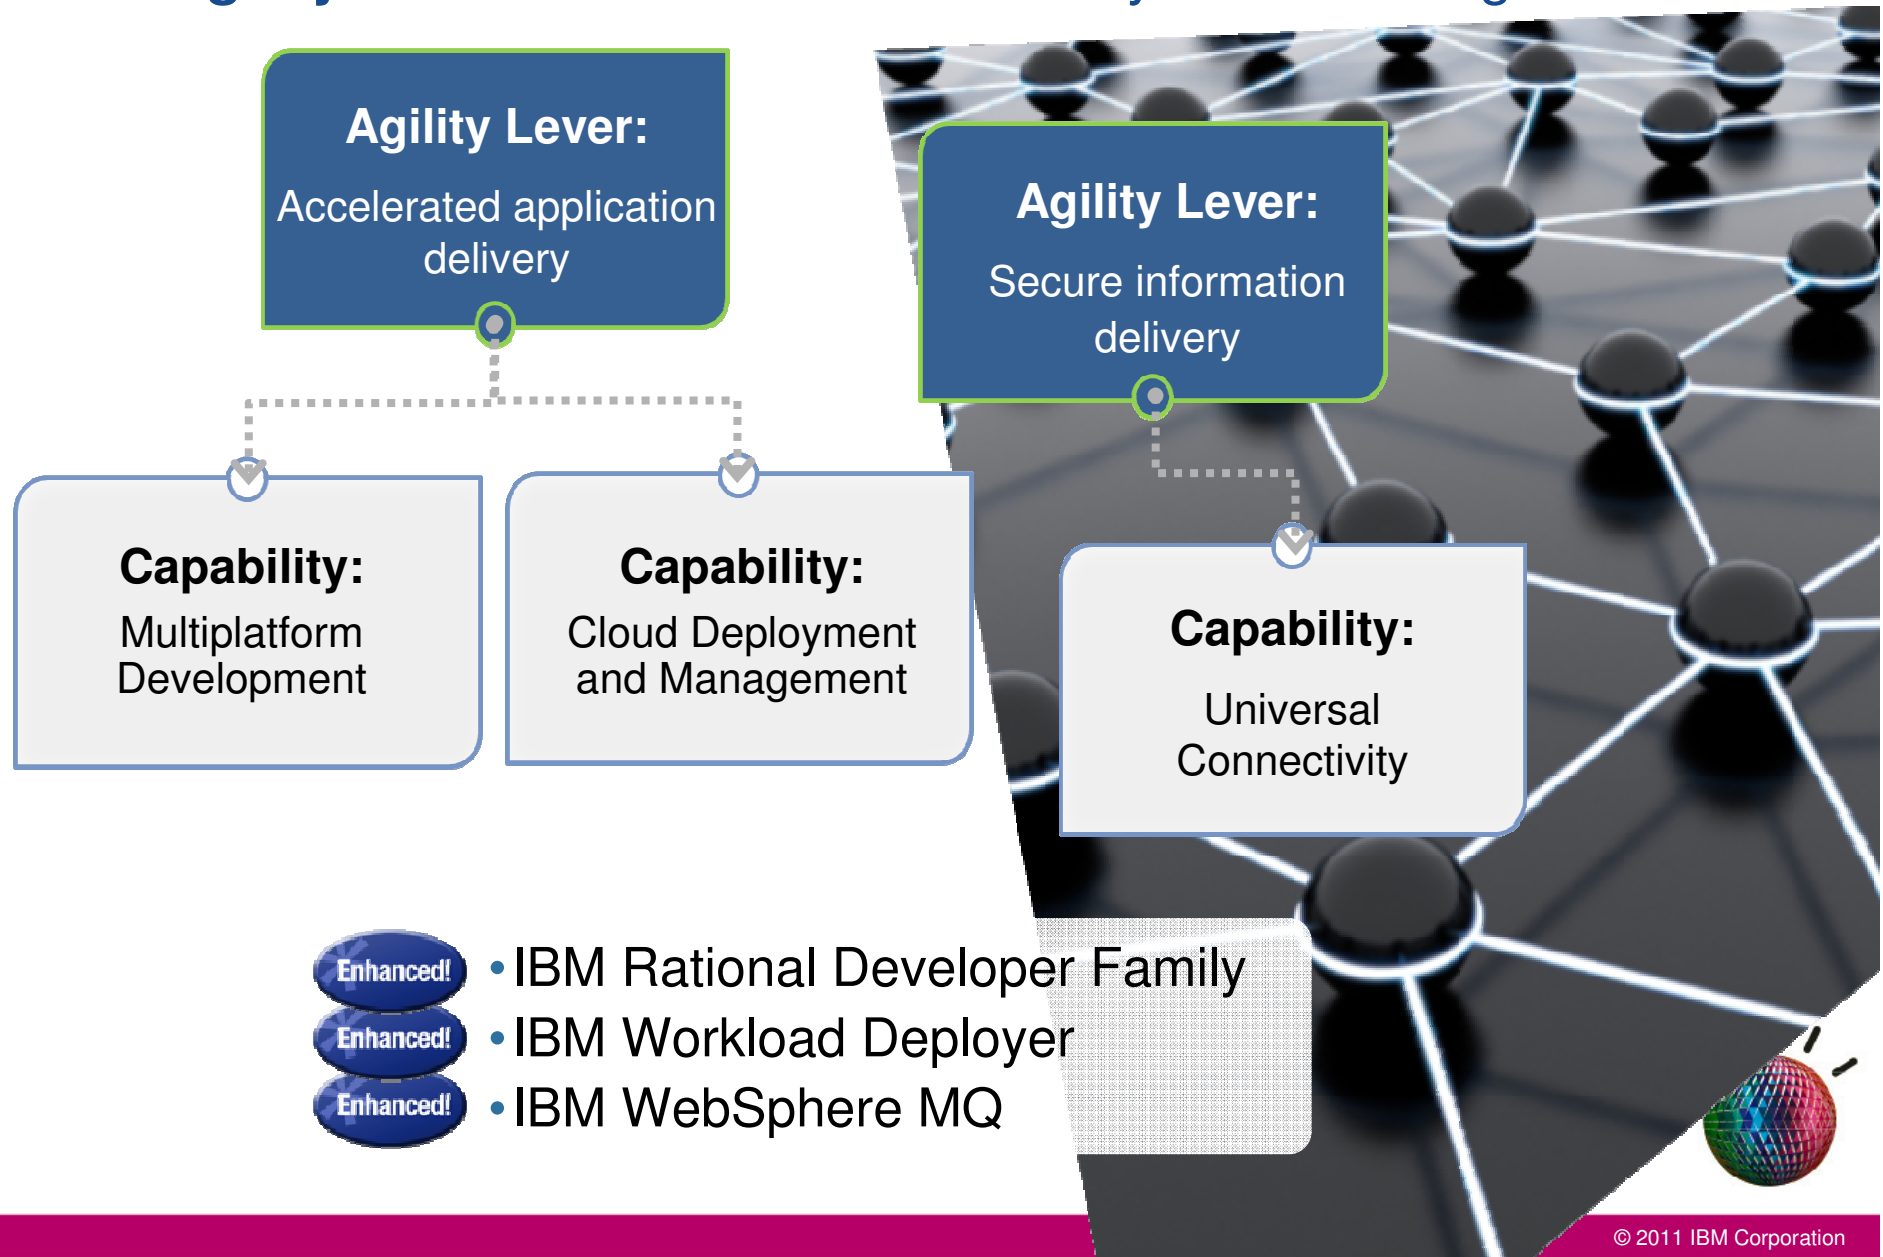 Agility Lever:
Accelerated application
delivery
Agility Lever:
Secure information
delivery
Capability:
Multiplatform
Development
Capability:
Cloud Deployment
and Management
Capability:
Universal
Connectivity
Enhanced! • IBM Rational Developer Family
Enhanced! • IBM Workload Deployer
Enhanced! • IBM WebSphere MQ
© 2011 IBM Corporation